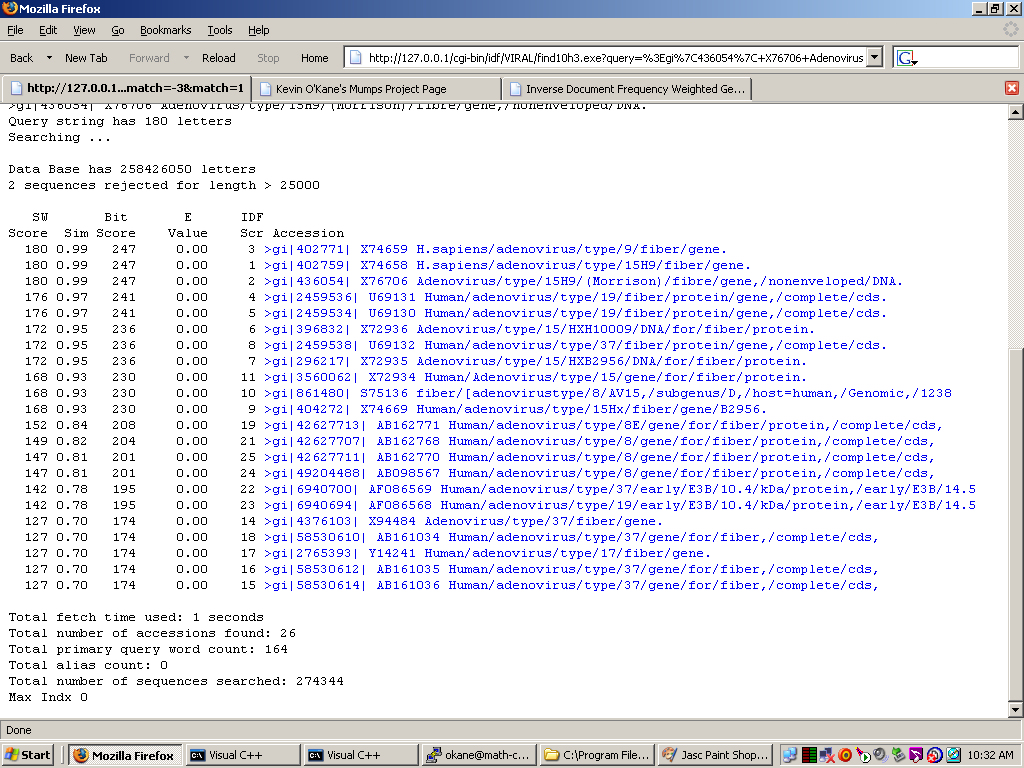 Mozilla Firefox
File Edit View Go Bookmarks Tools Help
Back New Tab Forward Reload Stop Home http://127.0.0.1/cgi-bin/idf/VIRAL/find10h3.exe?query=%3Egi%7C436054%7C+X76706+Adenovirus G
http://127.0.0.1...match=-3&match=1 Kevin O'Kane's Mumps Project Page Inverse Document Frequency Weighted Ge...
>gi|436054| X76706 Adenovirus/type/15H9/(Morrison)/fibre/gene,/nonenveloped/DNA.
Query string has 180 letters
Searching ...
Data Base has 258426050 letters
2 sequences rejected for length > 25000
SW Bit E IDF
Score Sim Score Value Scr Accession
180 0.99 247 0.00 3 >gi|402771| X74659 H.sapiens/adenovirus/type/9/fiber/gene.
180 0.99 247 0.00 1 >gi|402759| X74658 H.sapiens/adenovirus/type/15H9/fiber/gene.
180 0.99 247 0.00 2 >gi|436054| X76706 Adenovirus/type/15H9/(Morrison)/fibre/gene,/nonenveloped/DNA.
176 0.97 241 0.00 4 >gi|2459536| U69131 Human/adenovirus/type/19/fiber/protein/gene,/complete/cds.
176 0.97 241 0.00 5 >gi|2459534| U69130 Human/adenovirus/type/19/fiber/protein/gene,/complete/cds.
172 0.95 236 0.00 6 >gi|396832| X72936 Adenovirus/type/15/HXH10009/DNA/for/fiber/protein.
172 0.95 236 0.00 8 >gi|2459538| U69132 Human/adenovirus/type/37/fiber/protein/gene,/complete/cds.
172 0.95 236 0.00 7 >gi|296217| X72935 Adenovirus/type/15/HXB2956/DNA/for/fiber/protein.
168 0.93 230 0.00 11 >gi|3560062| X72934 Human/Adenovirus/type/15/gene/for/fiber/protein.
168 0.93 230 0.00 10 >gi|861480| S75136 fiber/[adenovirustype/8/AV15,/subgenus/D,/host=human,/Genomic,/1238
168 0.93 230 0.00 9 >gi|404272| X74669 Human/adenovirus/type/15Hx/fiber/gene/B2956.
152 0.84 208 0.00 19 >gi|42627713| AB162771 Human/adenovirus/type/8E/gene/for/fiber/protein,/complete/cds,
149 0.82 204 0.00 21 >gi|42627707| AB162768 Human/adenovirus/type/8/gene/for/fiber/protein,/complete/cds,
147 0.81 201 0.00 25 >gi|42627711| AB162770 Human/adenovirus/type/8/gene/for/fiber/protein,/complete/cds,
147 0.81 201 0.00 24 >gi|49204488| AB098567 Human/adenovirus/type/8/gene/for/fiber/protein,/complete/cds,
142 0.78 195 0.00 22 >gi|6940700| AF086569 Human/adenovirus/type/37/early/E3B/10.4/kDa/protein,/early/E3B/14.5
142 0.78 195 0.00 23 >gi|6940694| AF086568 Human/adenovirus/type/19/early/E3B/10.4/kDa/protein,/early/E3B/14.5
127 0.70 174 0.00 14 >gi|4376103| X94484 Adenovirus/type/37/fiber/gene.
127 0.70 174 0.00 18 >gi|58530610| AB161034 Human/adenovirus/type/37/gene/for/fiber,/complete/cds,
127 0.70 174 0.00 17 >gi|2765393| Y14241 Human/adenovirus/type/17/fiber/gene.
127 0.70 174 0.00 16 >gi|58530612| AB161035 Human/adenovirus/type/37/gene/for/fiber,/complete/cds,
127 0.70 174 0.00 15 >gi|58530614| AB161036 Human/adenovirus/type/37/gene/for/fiber,/complete/cds,
Total fetch time used: 1 seconds
Total number of accessions found: 26
Total primary query word count: 164
Total alias count: 0
Total number of sequences searched: 274344
Max Indx 0
Done
Start Mozilla Firefox Visual C++ Visual C++ okane@math-c... C:\Program File... Jasc Paint Shop... 10:32 AM